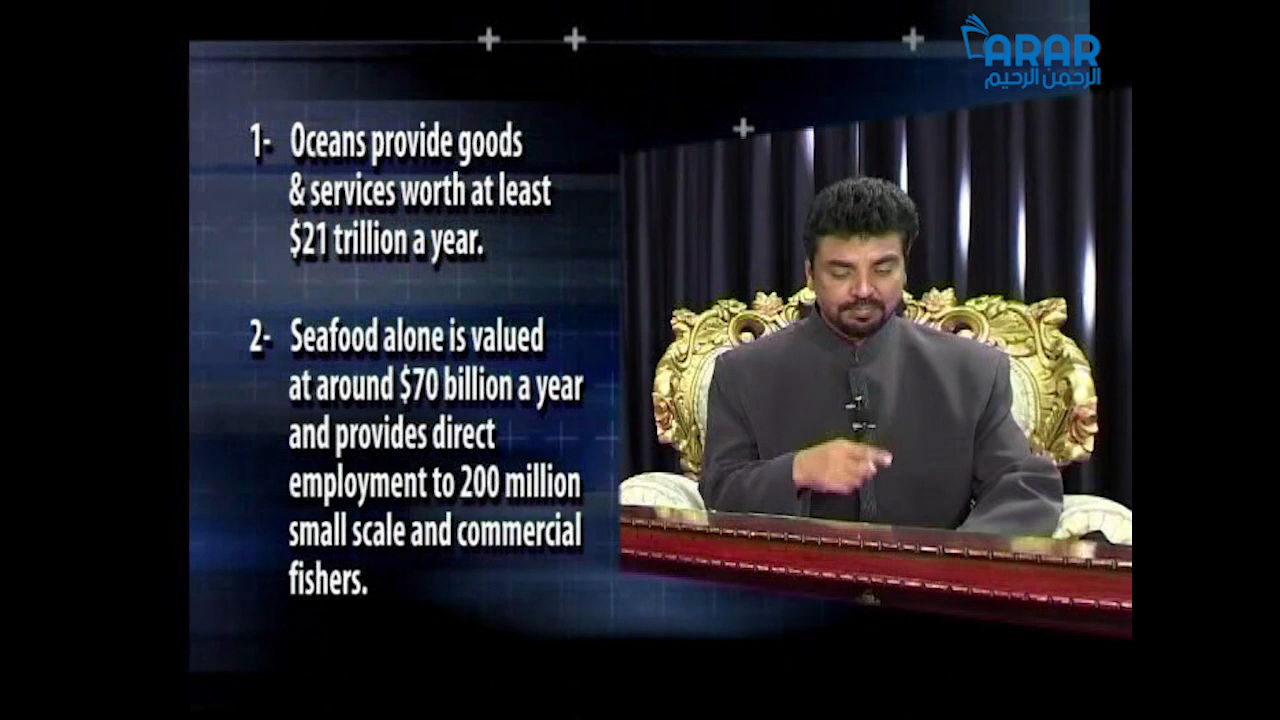 ARAR
الرحمن الرحيم
1- Oceans provide goods
& services worth at least
$21 trillion a year.
2- Seafood alone is valued
at around $70 billion a year
and provides direct
employment to 200 million
small scale and commercial
fishers.